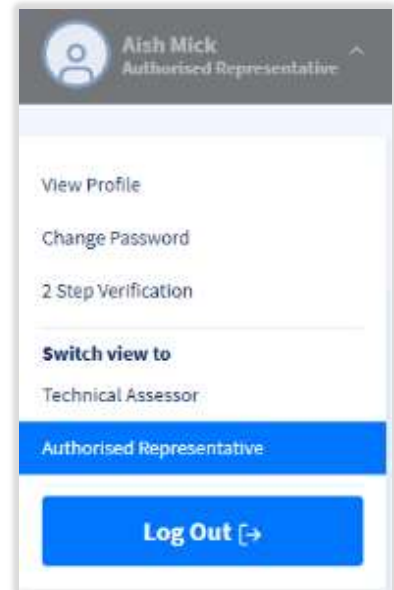 Aish Mick
Authorised Representative
View Profile
Change Password
2 Step Verification
Switch view to
Technical Assessor
Authorised Representative
Log Out